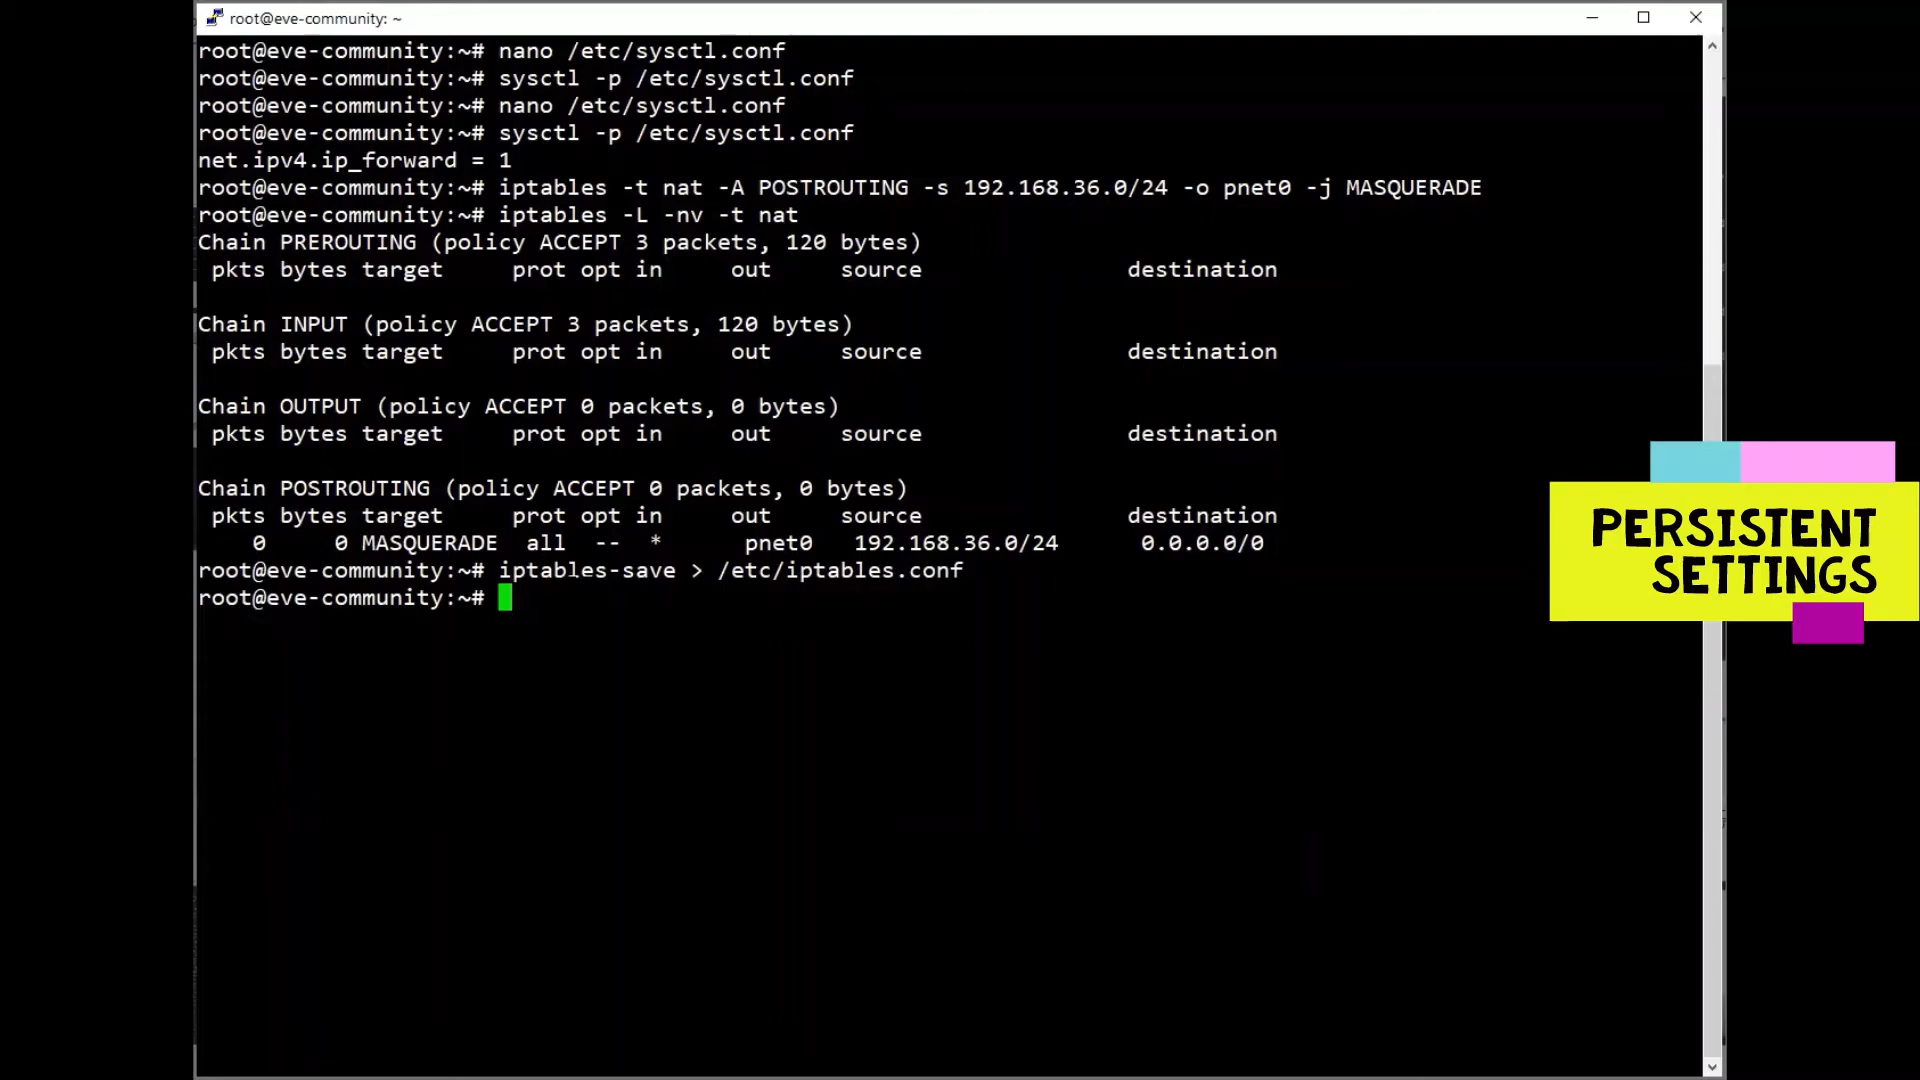 root@eve-community: ~
root@eve-community:~# nano /etc/sysctl.conf
root@eve-community:~# sysctl -p /etc/sysctl.conf
root@eve-community:~# nano /etc/sysctl.conf
root@eve-community:~# sysctl -p /etc/sysctl.conf
net.ipv4.ip_forward = 1
root@eve-community:~# iptables -t nat -A POSTROUTING -s 192.168.36.0/24 -o pnet0 -j MASQUERADE
root@eve-community:~# iptables -L -nv -t nat
Chain PREROUTING (policy ACCEPT 3 packets, 120 bytes)
 pkts bytes target     prot opt in     out     source               destination
Chain INPUT (policy ACCEPT 3 packets, 120 bytes)
 pkts bytes target     prot opt in     out     source               destination
Chain OUTPUT (policy ACCEPT 0 packets, 0 bytes)
 pkts bytes target     prot opt in     out     source               destination
Chain POSTROUTING (policy ACCEPT 0 packets, 0 bytes)
 pkts bytes target     prot opt in     out     source               destination
    0     0 MASQUERADE  all  --  *      pnet0   192.168.36.0/24      0.0.0.0/0
root@eve-community:~# iptables-save > /etc/iptables.conf
root@eve-community:~#
PERSISTENT
SETTINGS